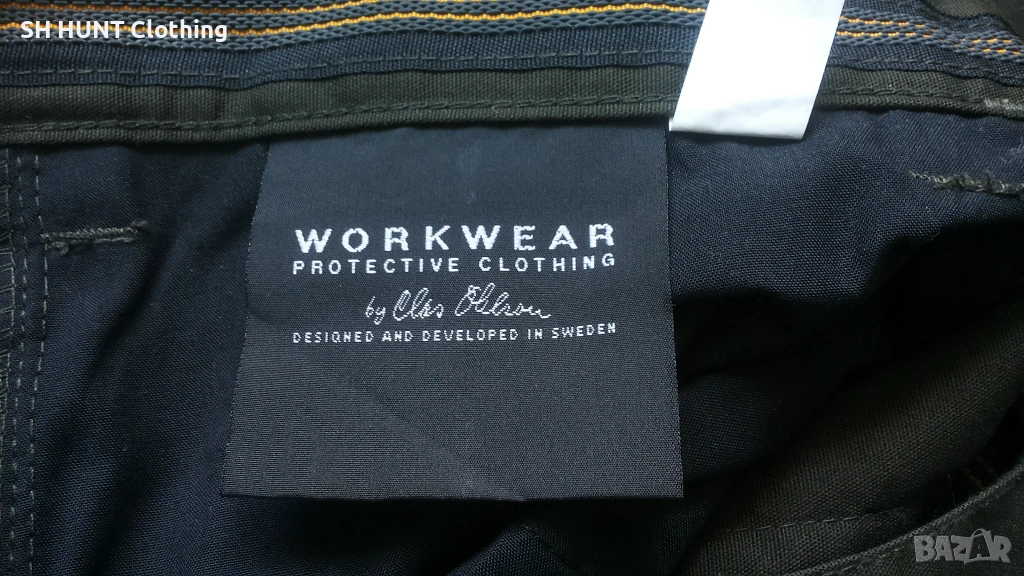 SH HUNT Clothing
WORKWEAR
PROTECTIVE CLOTHING
by Clas Ohlson
DESIGNED AND DEVELOPED IN SWEDEN
BAZAR